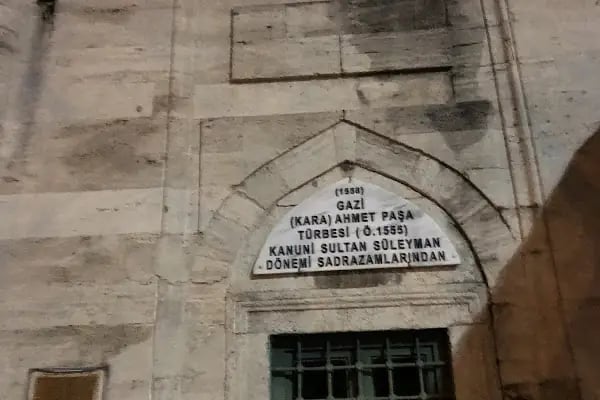 (1558)
GAZİ
(KARA) AHMET PAŞA
TÜRBESİ (Ö.1555)
KANUNİ SULTAN SÜLEYMAN
DÖNEMİ SADRAZAMLARINDAN